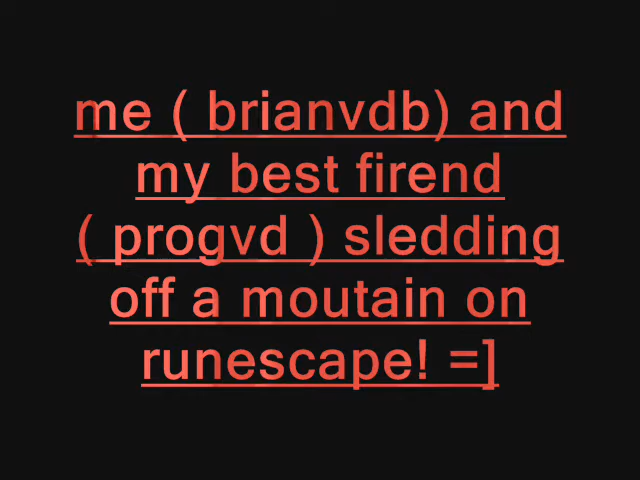 me ( brianvdb) and
my best firend
( progvd ) sledding
off a moutain on
runescape! =]